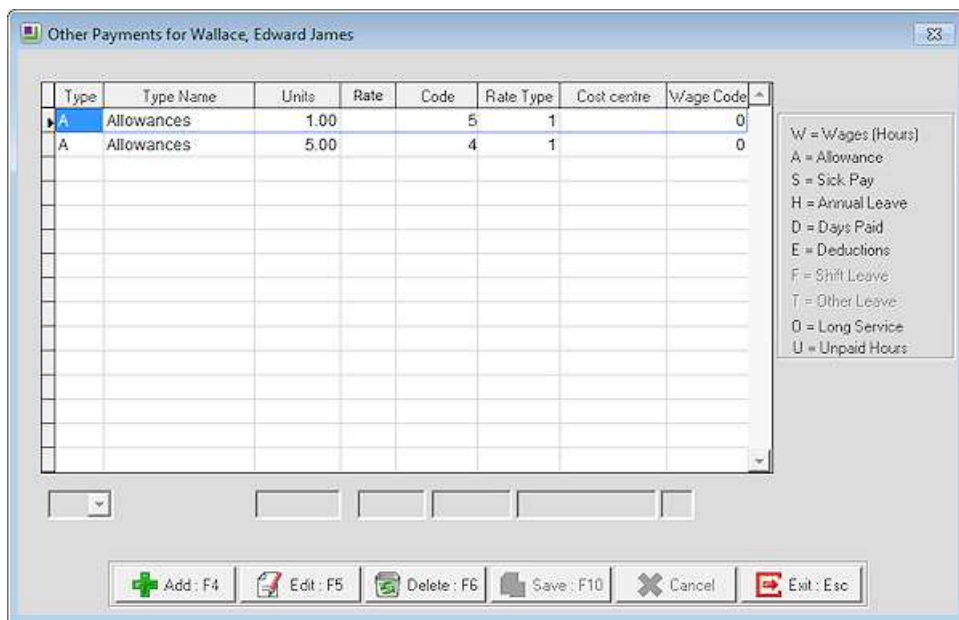 Other Payments for Wallace, Edward James
Type Type Name Units Rate Code Rate Type Cost centre Wage Code
A Allowances 1.00 5 1 0
A Allowances 5.00 4 1 0
W = Wages (Hours)
A = Allowance
S = Sick Pay
H = Annual Leave
D = Days Paid
E = Deductions
F = Shift Leave
T = Other Leave
O = Long Service
U = Unpaid Hours
Add : F4 Edit : F5 Delete : F6 Save : F10 Cancel Exit : Esc